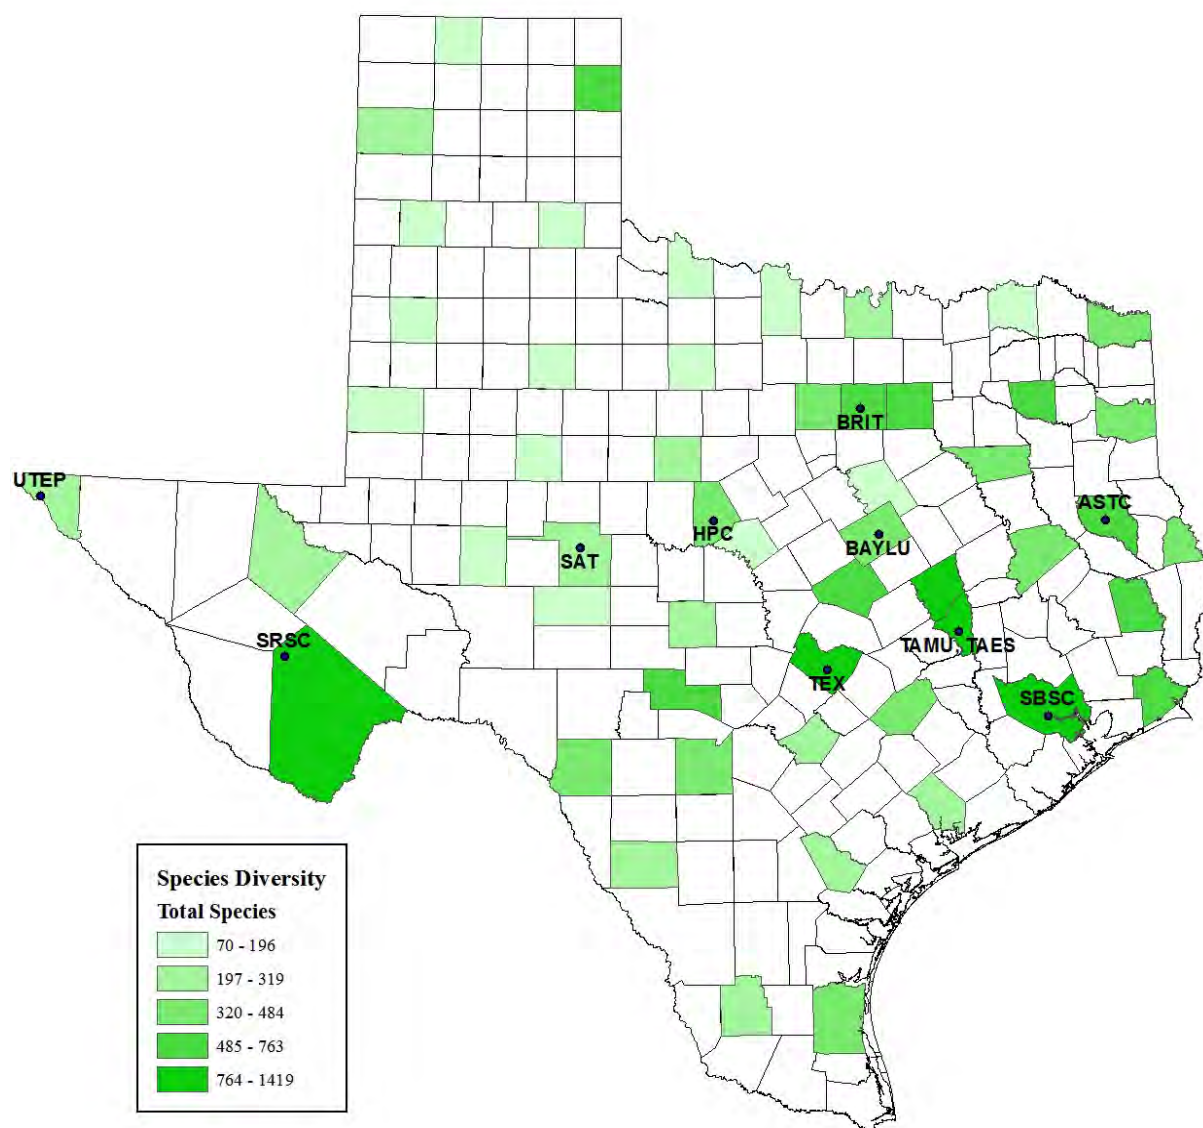 BRIT
UTEP
ASTC
HPC
BAYLU
SAT
SRSC
TAMU, TAES
TEX
SBSC
Species Diversity
Total Species
70 - 196
197 - 319
320 - 484
485 - 763
764 - 1419